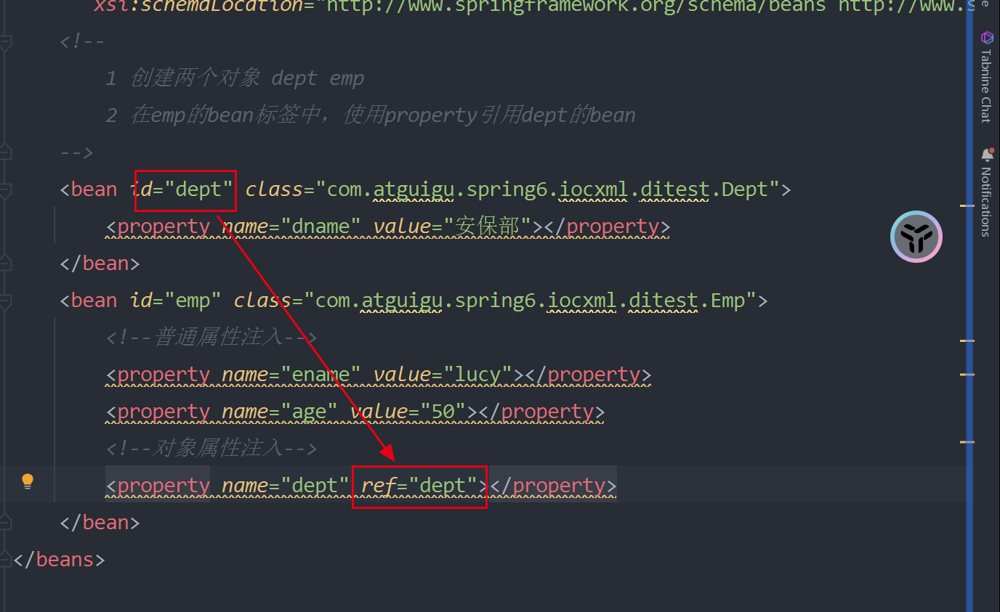 xsi:schemaLocation="http://www.springframework.org/schema/beans http://www.s
<!--
1 创建两个对象 dept emp
2 在emp的bean标签中，使用property引用dept的bean
-->
<bean id="dept" class="com.atguigu.spring6.iocxml.ditest.Dept">
<property name="dname" value="安保部"></property>
</bean>
<bean id="emp" class="com.atguigu.spring6.iocxml.ditest.Emp">
<!--普通属性注入-->
<property name="ename" value="lucy"></property>
<property name="age" value="50"></property>
<!--对象属性注入-->
<property name="dept" ref="dept"></property>
</bean>
</beans>
Tabnine Chat
Notifications